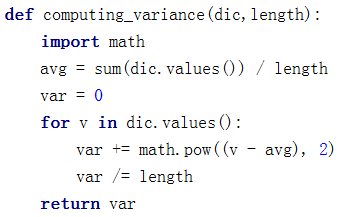 def computing_variance(dic,length):
    import math
    avg = sum(dic.values()) / length
    var = 0
    for v in dic.values():
        var += math.pow((v - avg), 2)
        var /= length
    return var